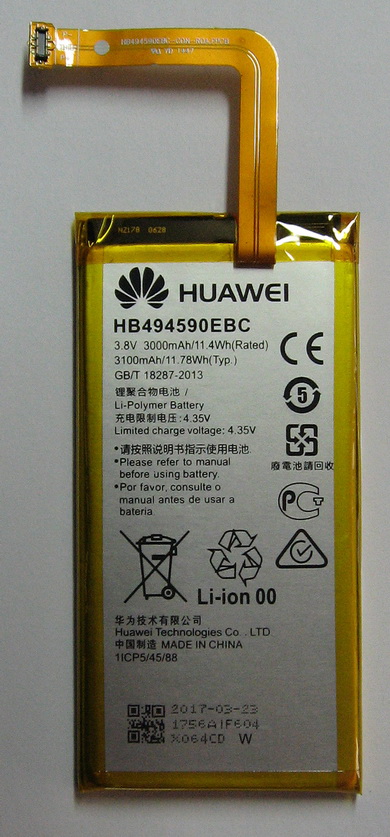 HB494590EBC
NZ178 0628
HUAWEI
HB494590EBC
3.8V 3000mAh/11.4Wh(Rated)
3100mAh/11.78Wh(Typ.)
GB/T 18287-2013
锂聚合物电池 /
Li-Polymer Battery
充电限制电压:4.35V
Limited charge voltage: 4.35V
•请按照说明书指示使用电池.
•Please refer to manual
before using battery.
•Por favor, consulte o
manual antes de usar a
bateria
CE
5
廢電池請回收
PC
Li-ion 00
华为技术有限公司
Huawei Technologies Co., LTD
中国制造 MADE IN CHINA
1ICP5/45/88
2017-03-23
1756AIF604
X064CD W